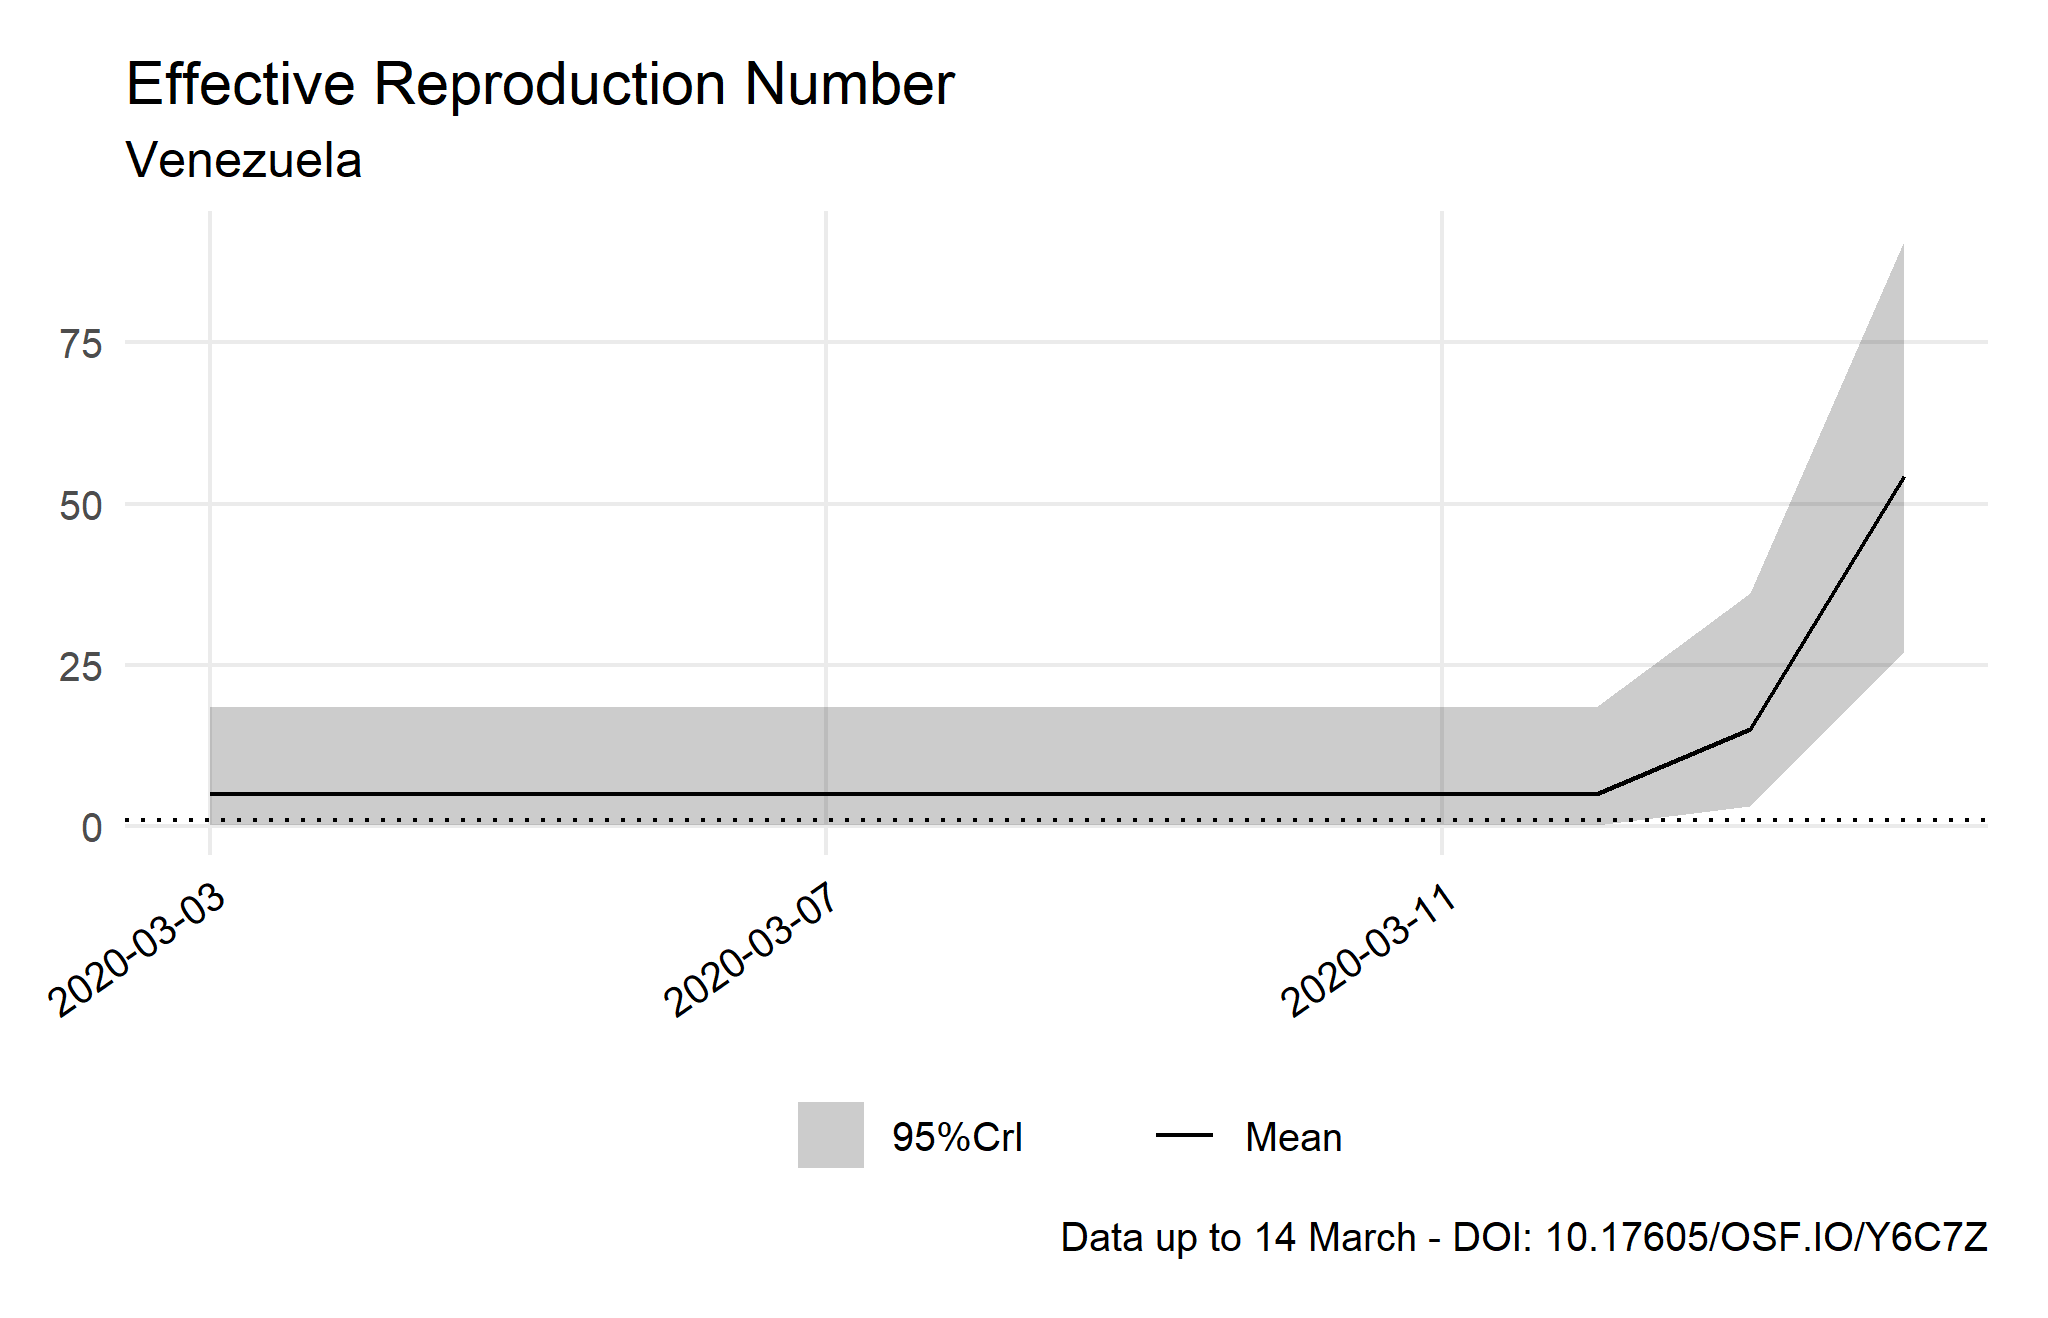 Effective Reproduction Number
Venezuela
75
50
25
0
2020-03-03
2020-03-07
2020-03-11
95%CrI
Mean
Data up to 14 March - DOI: 10.17605/OSF.IO/Y6C7Z